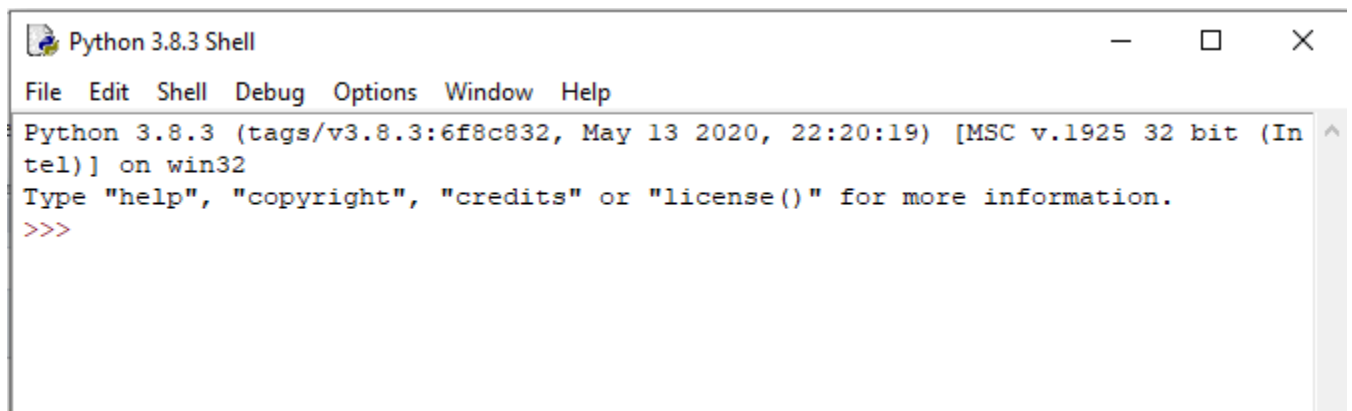 Python 3.8.3 Shell
File Edit Shell Debug Options Window Help
Python 3.8.3 (tags/v3.8.3:6f8c832, May 13 2020, 22:20:19) [MSC v.1925 32 bit (In
tel)] on win32
Type "help", "copyright", "credits" or "license()" for more information.
>>>